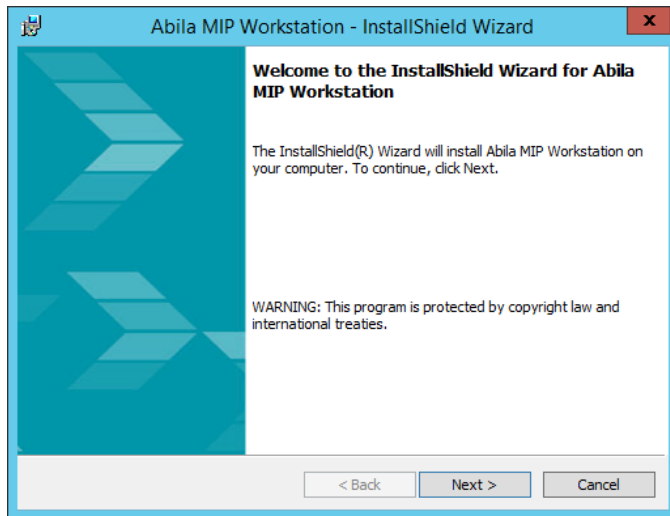 Abila MIP Workstation - InstallShield Wizard
x
Welcome to the InstallShield Wizard for Abila
MIP Workstation
The InstallShield(R) Wizard will install Abila MIP Workstation on
your computer. To continue, click Next.
WARNING: This program is protected by copyright law and
international treaties.
< Back
Next >
Cancel